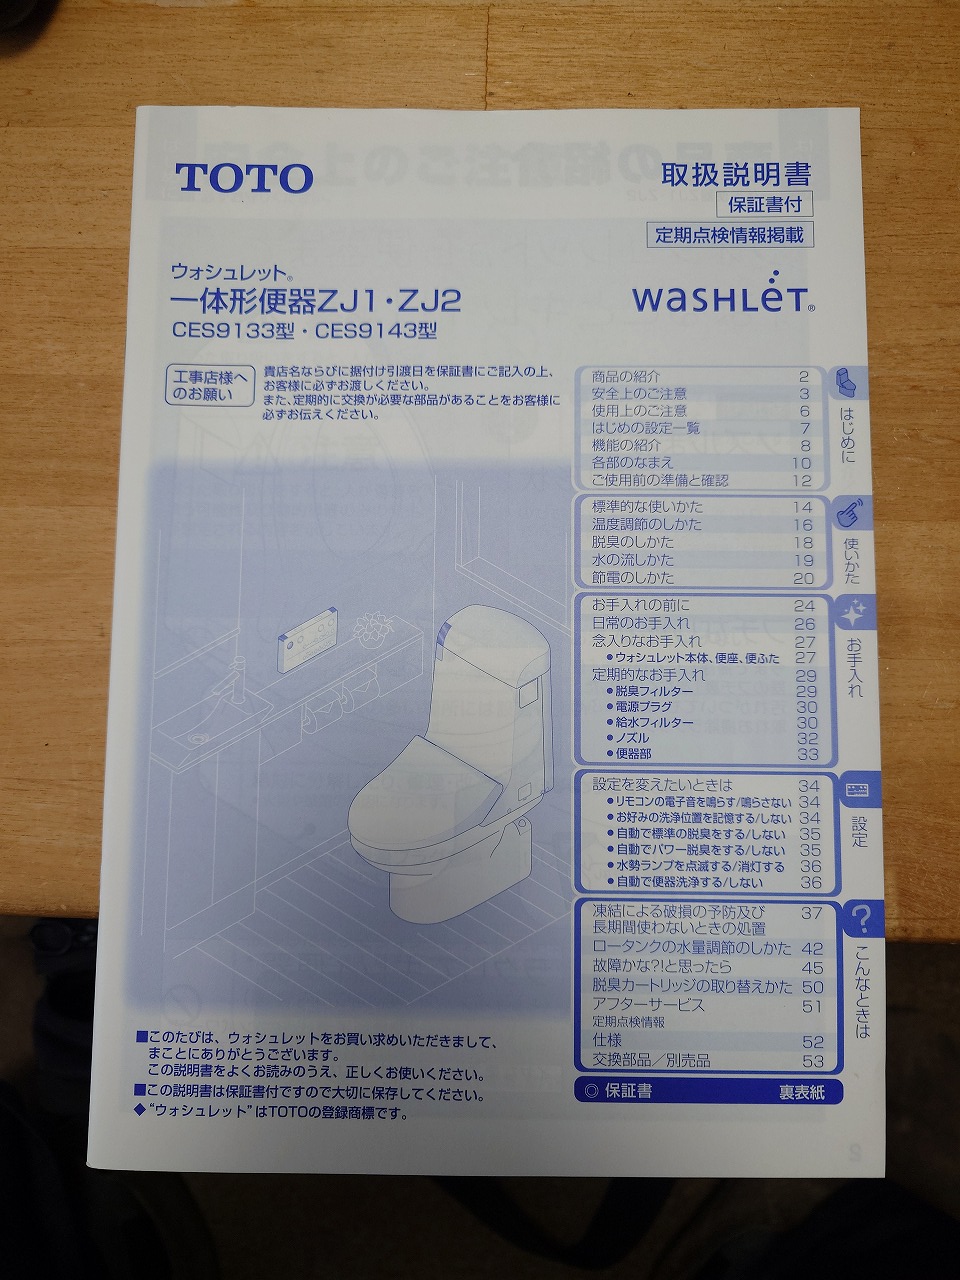 TOTO
取扱説明書
保証書付
定期点検情報掲載
ウォシュレット®
一体形便器ZJ1・ZJ2
CES9133型・CES9143型
WASHLET®
工事店様へ
のお願い
貴店名ならびに据付け引渡日を保証書にご記入の上、
お客様に必ずお渡しください。
また、定期的に交換が必要な部品があることをお客様に
必ずお伝えください。
商品の紹介 2
安全上のご注意 3
使用上のご注意 6
はじめの設定一覧 7
機能の紹介 8
各部のなまえ 10
ご使用前の準備と確認 12
はじめに
標準的な使いかた 14
温度調節のしかた 16
脱臭のしかた 18
水の流しかた 19
節電のしかた 20
使いかた
お手入れの前に 24
日常のお手入れ 26
念入りなお手入れ 27
●ウォシュレット本体、便座、便ふた 27
定期的なお手入れ 29
●脱臭フィルター 29
●電源プラグ 30
●給水フィルター 30
●ノズル 32
●便器部 33
お手入れ
設定を変えたいときは 34
●リモコンの電子音を鳴らす/鳴らさない 34
●お好みの洗浄位置を記憶する/しない 34
●自動で標準の脱臭をする/しない 35
●自動でパワー脱臭をする/しない 35
●水勢ランプを点滅する/消灯する 36
●自動で便器洗浄する/しない 36
設定
凍結による破損の予防及び 37
長期間使わないときの処置
ロータンクの水量調節のしかた 42
故障かな?!と思ったら 45
脱臭カートリッジの取り替えかた 50
アフターサービス 51
定期点検情報
仕様 52
交換部品/別売品 53
?
こんなときは
◎ 保証書 裏表紙
■このたびは、ウォシュレットをお買い求めいただきまして、
まことにありがとうございます。
この説明書をよくお読みのうえ、正しくお使いください。
■この説明書は保証書付ですので大切に保存してください。
◆“ウォシュレット”はTOTOの登録商標です。